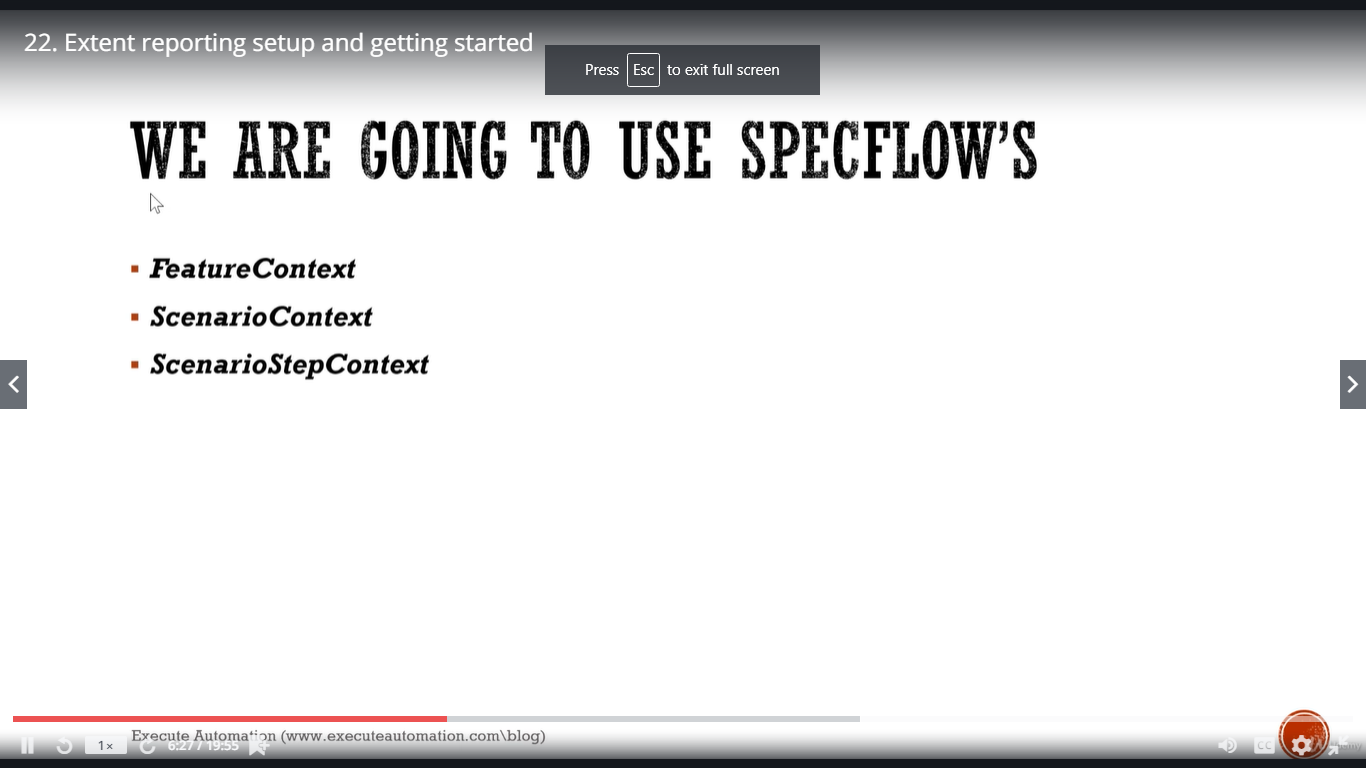 22. Extent reporting setup and getting started
Press Esc to exit full screen
WE ARE GOING TO USE SPECFLOW'S
FeatureContext
ScenarioContext
ScenarioStepContext
Execute Automation (www.executeautomation.com\blog)
1x
6:27 / 19:55
CC